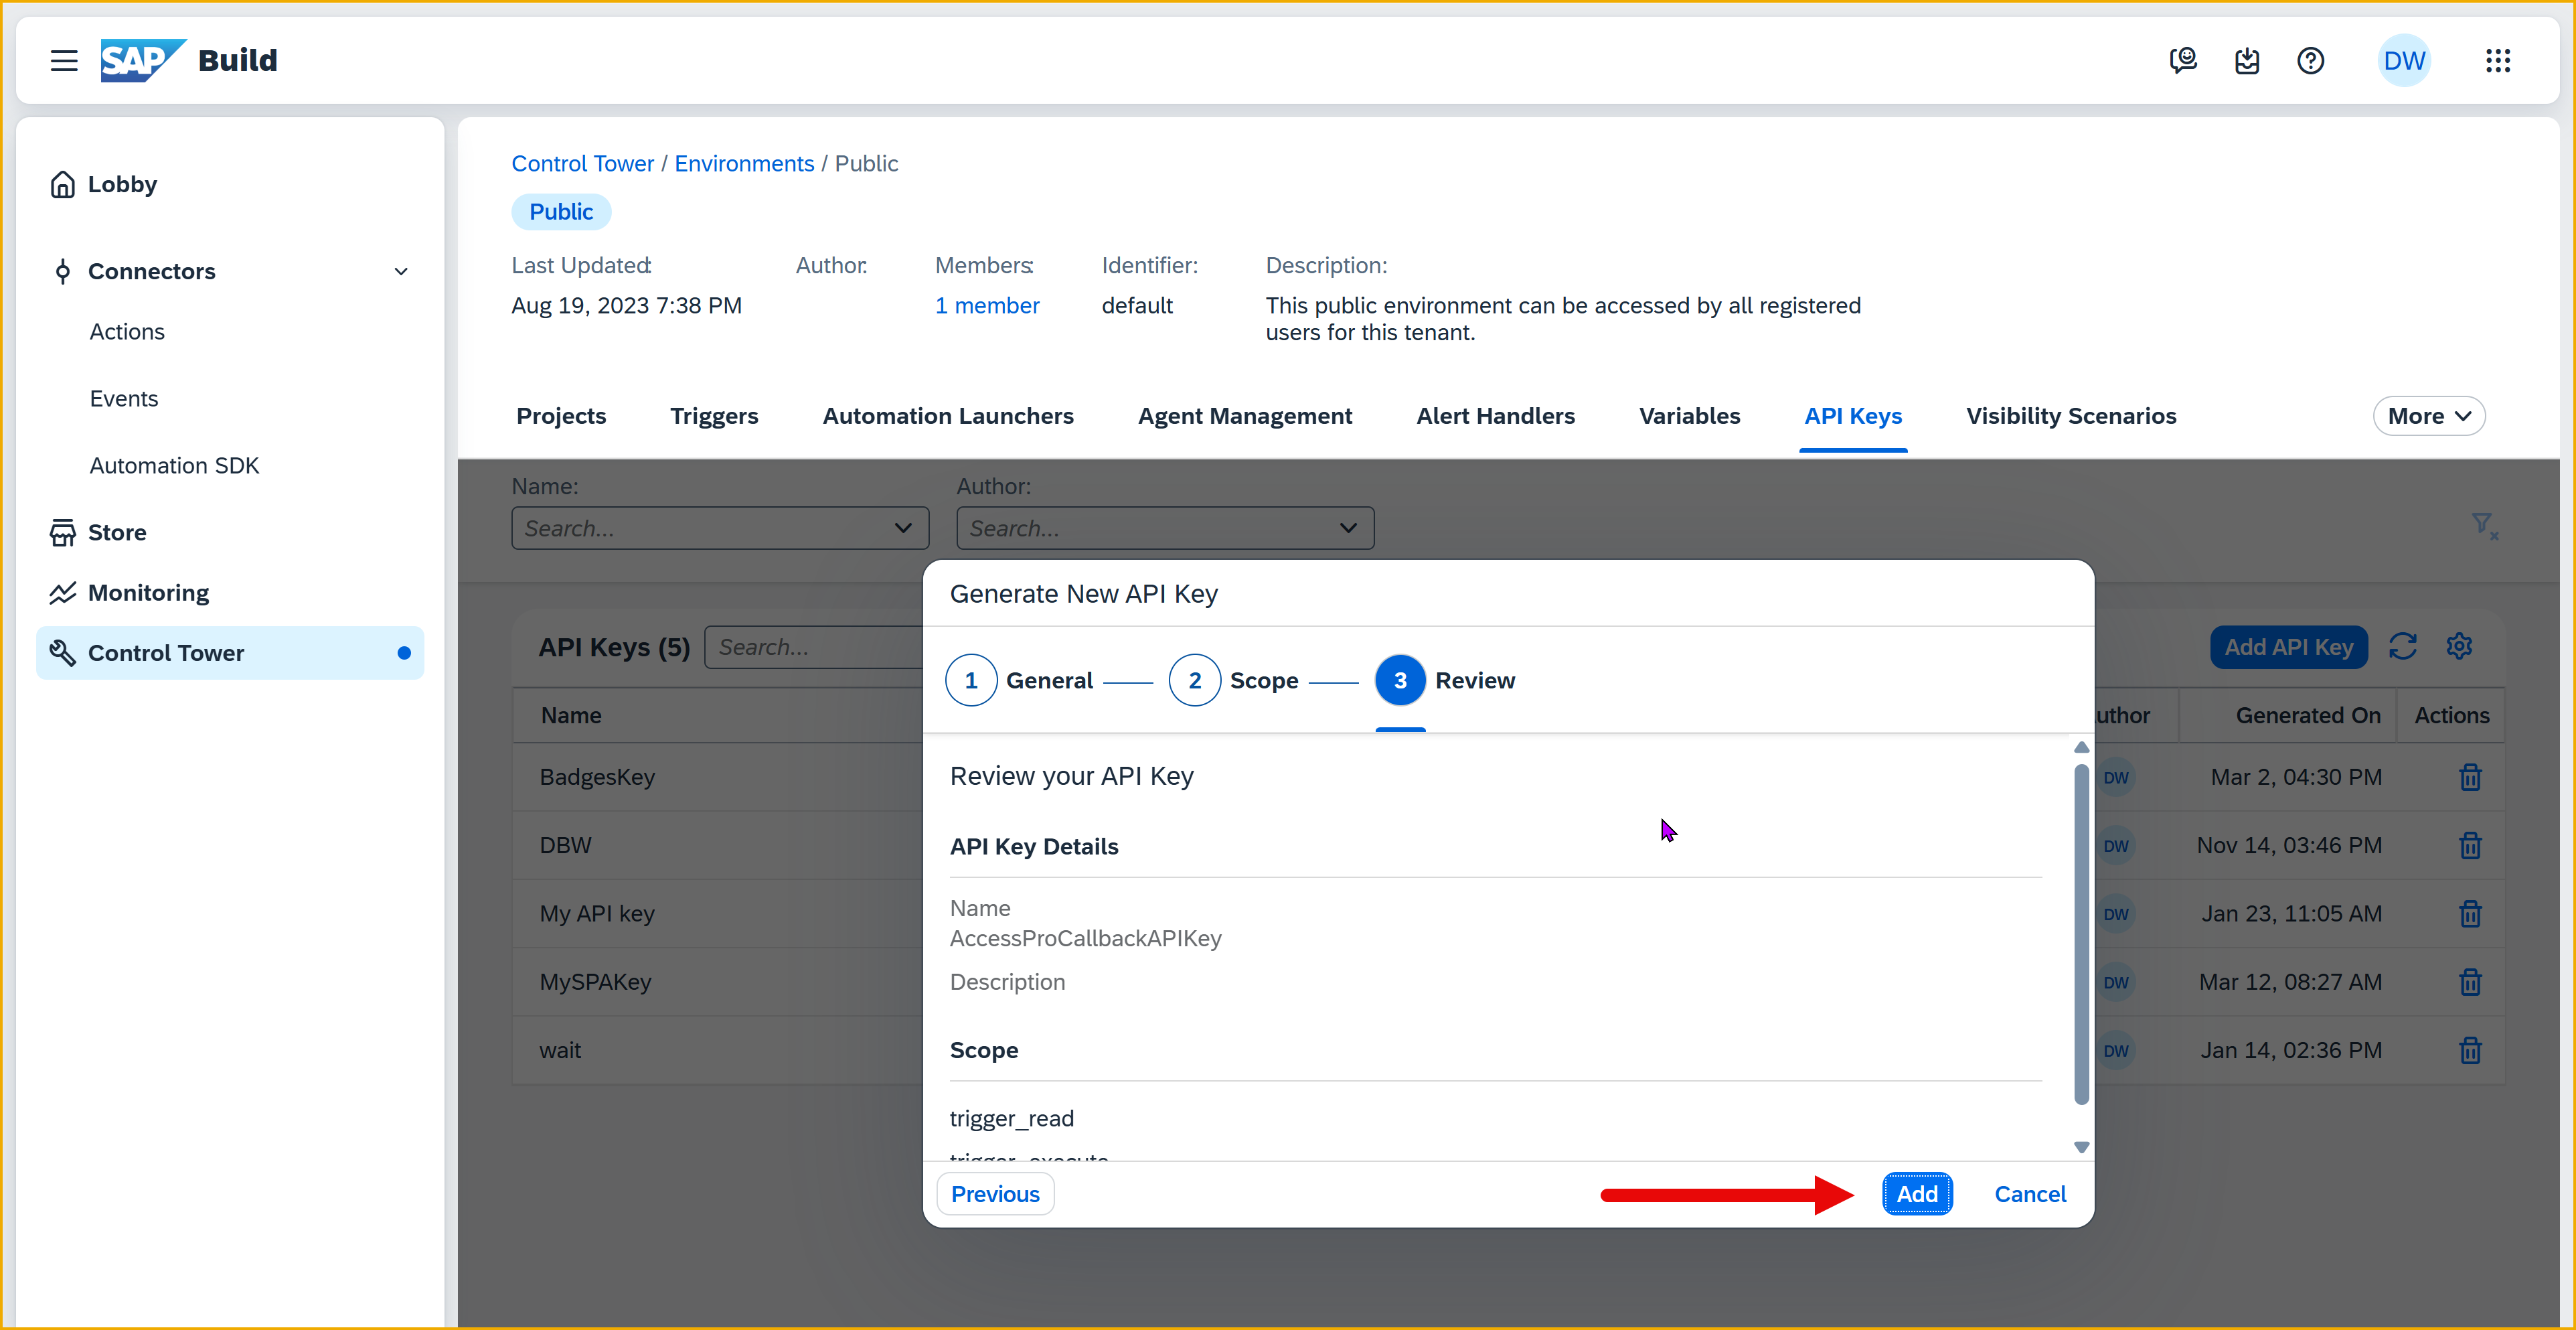 SAP Build
DW
Lobby
Connectors
Actions
Events
Automation SDK
Store
Monitoring
Control Tower
Control Tower / Environments / Public
Public
Last Updated: Author: Members: Identifier: Description:
Aug 19, 2023 7:38 PM 1 member default This public environment can be accessed by all registered
users for this tenant.
Projects Triggers Automation Launchers Agent Management Alert Handlers Variables API Keys Visibility Scenarios More
Name: Author:
Search... Search...
API Keys (5) Search... Add API Key
Name uthor Generated On Actions
BadgesKey DW Mar 2, 04:30 PM
DBW DW Nov 14, 03:46 PM
My API key DW Jan 23, 11:05 AM
MySPAKey DW Mar 12, 08:27 AM
wait DW Jan 14, 02:36 PM
Generate New API Key
1 General 2 Scope 3 Review
Review your API Key
API Key Details
Name
AccessProCallbackAPIKey
Description
Scope
trigger_read
trigger_execute
Previous Add Cancel